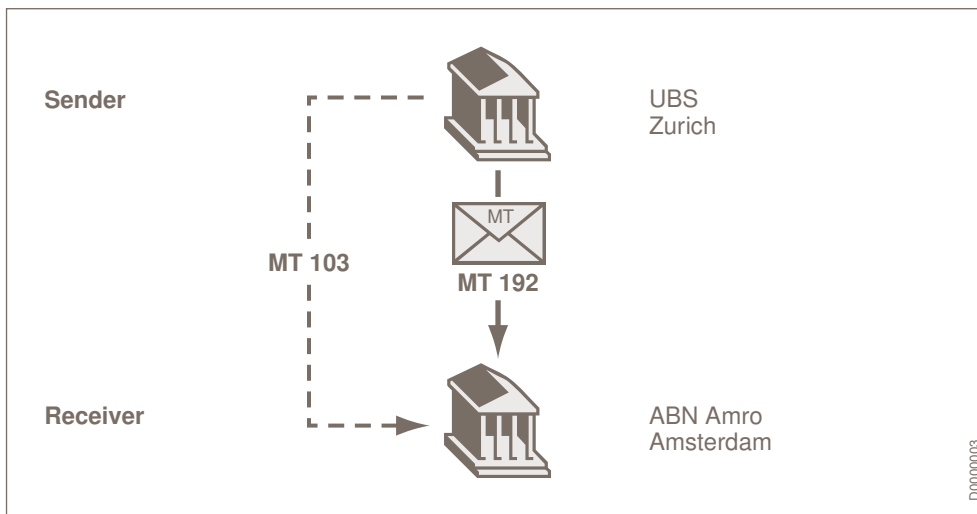 Sender
UBS
Zurich
MT
MT 103
MT 192
Receiver
ABN Amro
Amsterdam
D0000003